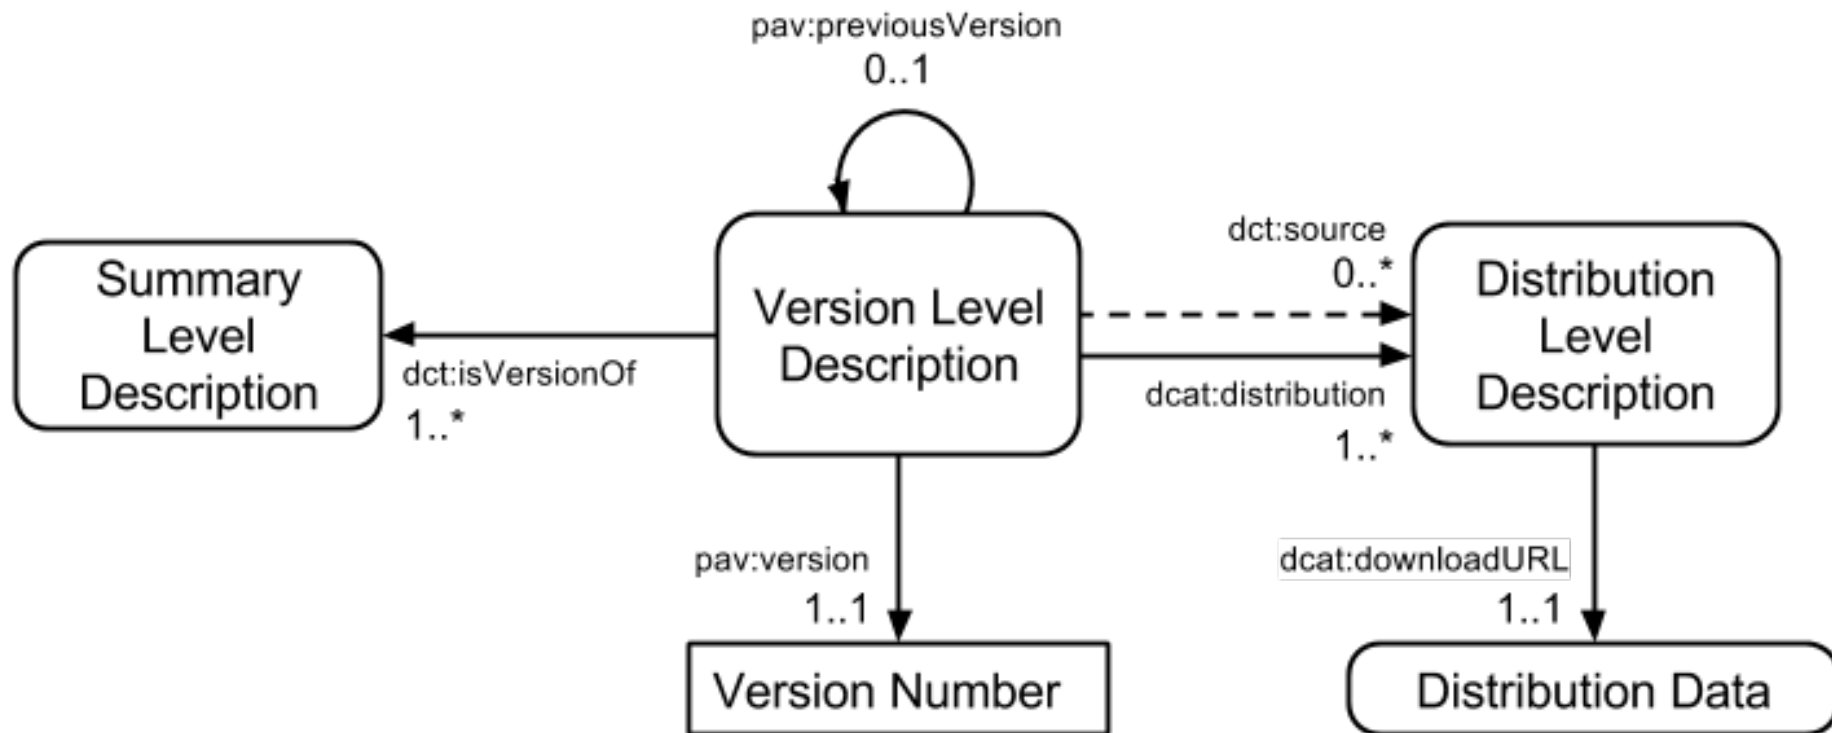 pav:previousVersion
0..1
Summary
Level
Description
dct:isVersionOf
1..*
Version Level
Description
dct:source
0..*
dcat:distribution
1..*
Distribution
Level
Description
pav:version
1..1
Version Number
dcat:downloadURL
1..1
Distribution Data